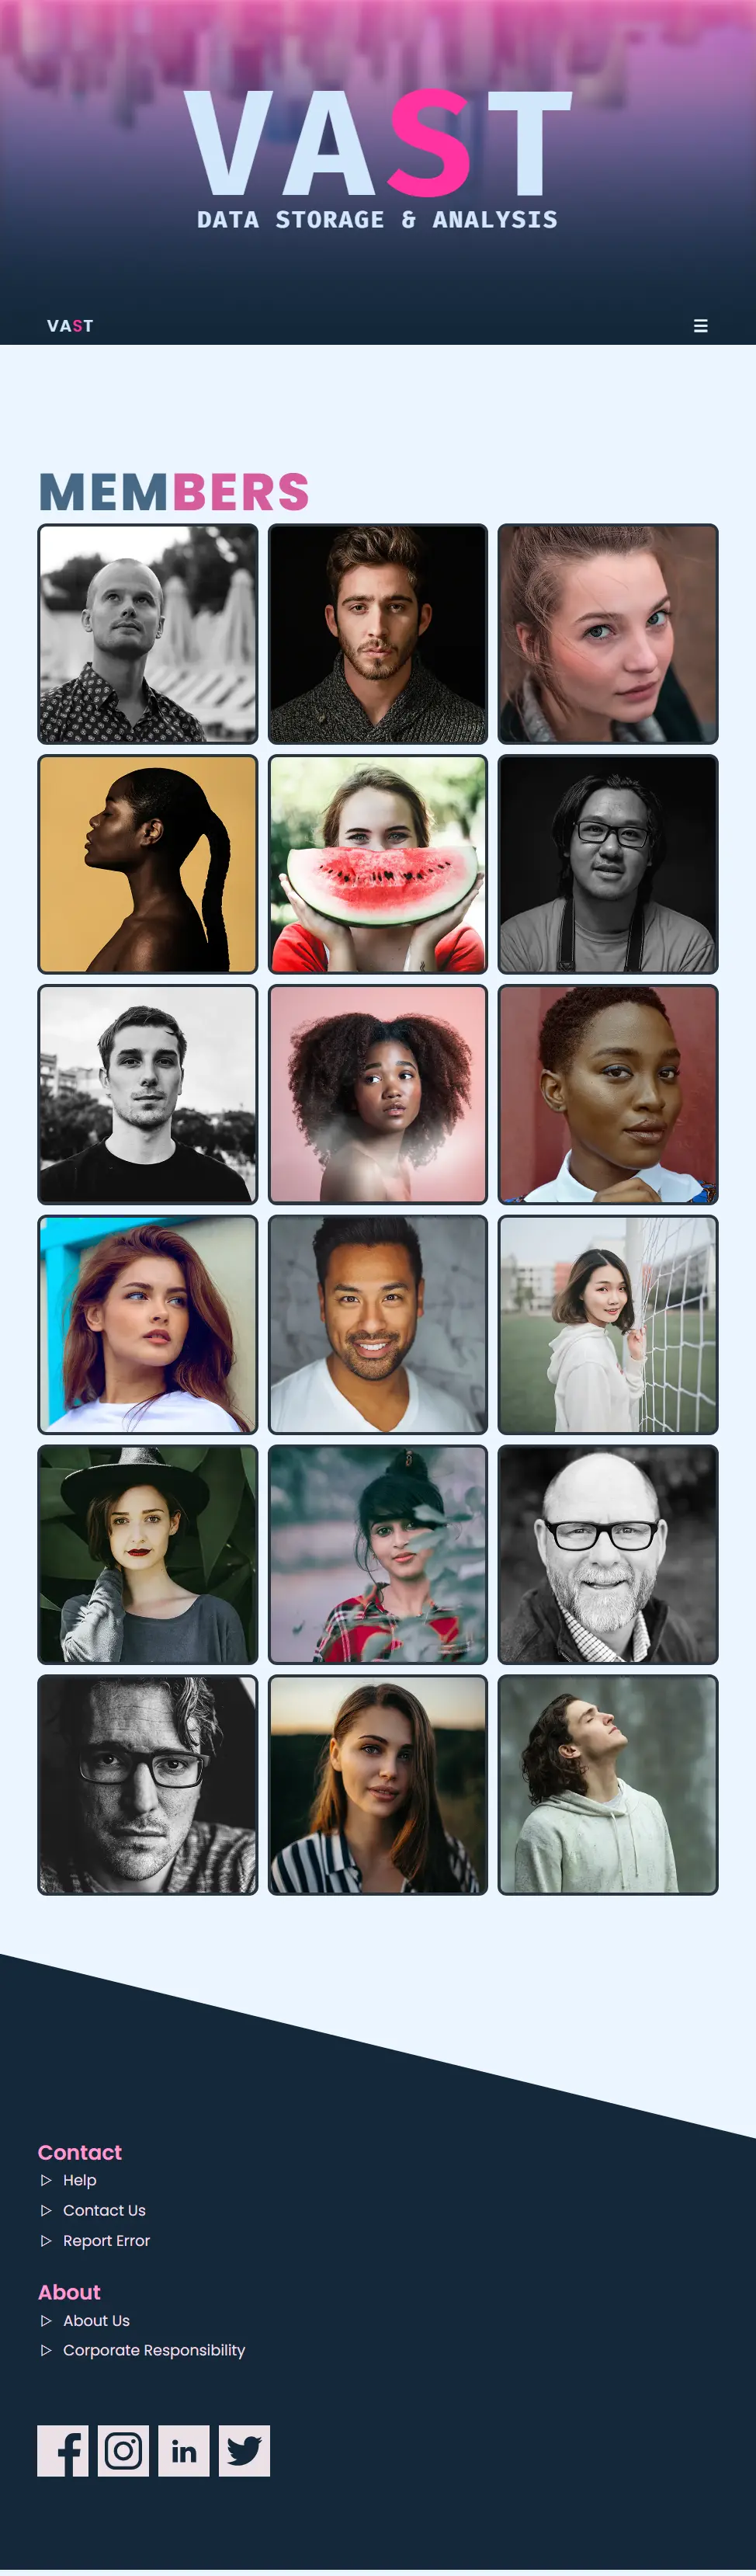 VAST
DATA STORAGE & ANALYSIS
VAST
MEMBERS
Contact
Help
Contact Us
Report Error
About
About Us
Corporate Responsibility